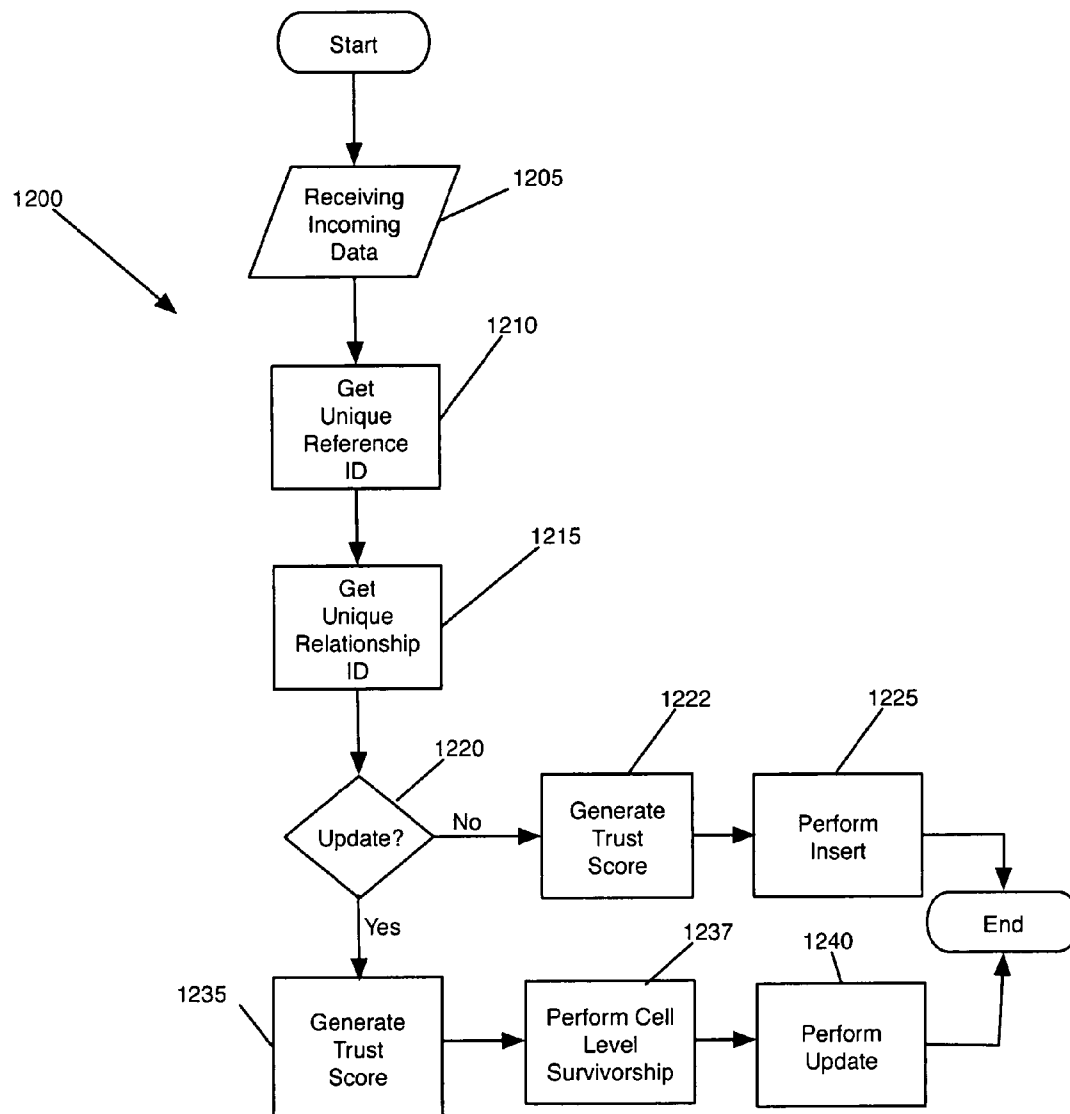 Start
1200
Receiving
Incoming
Data
1205
1210
Get
Unique
Reference
ID
1215
Get
Unique
Relationship
ID
1220
Update?
No
Yes
1222
Generate
Trust
Score
1225
Perform
Insert
End
1235
Generate
Trust
Score
1237
Perform Cell
Level
Survivorship
1240
Perform
Update